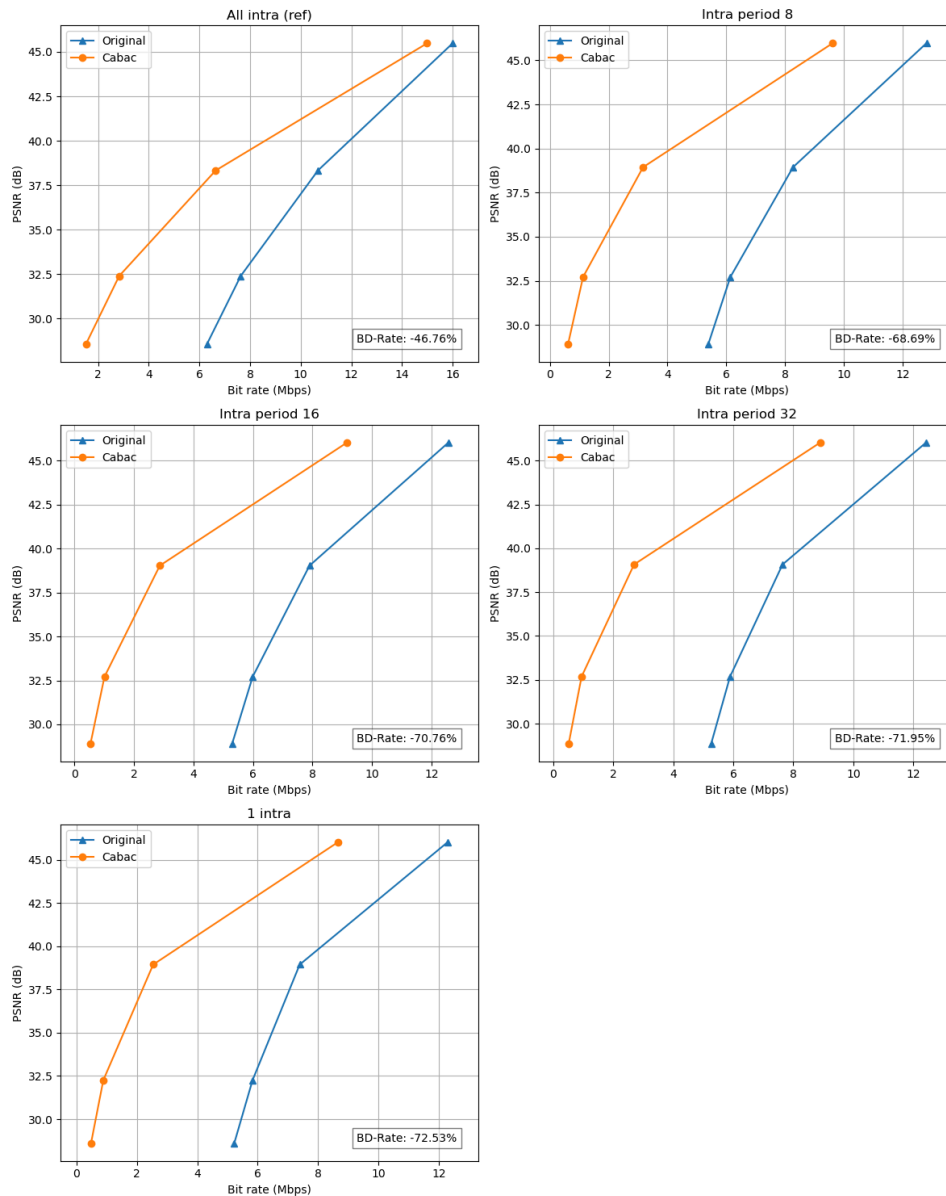 All intra (ref)
Original
Cabac
45.0
42.5
40.0
37.5
35.0
32.5
30.0
PSNR (dB)
BD-Rate: -46.76%
2 4 6 8 10 12 14 16
Bit rate (Mbps)
Intra period 8
Original
Cabac
45.0
42.5
40.0
37.5
35.0
32.5
30.0
PSNR (dB)
BD-Rate: -68.69%
0 2 4 6 8 10 12
Bit rate (Mbps)
Intra period 16
Original
Cabac
45.0
42.5
40.0
37.5
35.0
32.5
30.0
PSNR (dB)
BD-Rate: -70.76%
0 2 4 6 8 10 12
Bit rate (Mbps)
Intra period 32
Original
Cabac
45.0
42.5
40.0
37.5
35.0
32.5
30.0
PSNR (dB)
BD-Rate: -71.95%
0 2 4 6 8 10 12
Bit rate (Mbps)
1 intra
Original
Cabac
45.0
42.5
40.0
37.5
35.0
32.5
30.0
PSNR (dB)
BD-Rate: -72.53%
0 2 4 6 8 10 12
Bit rate (Mbps)